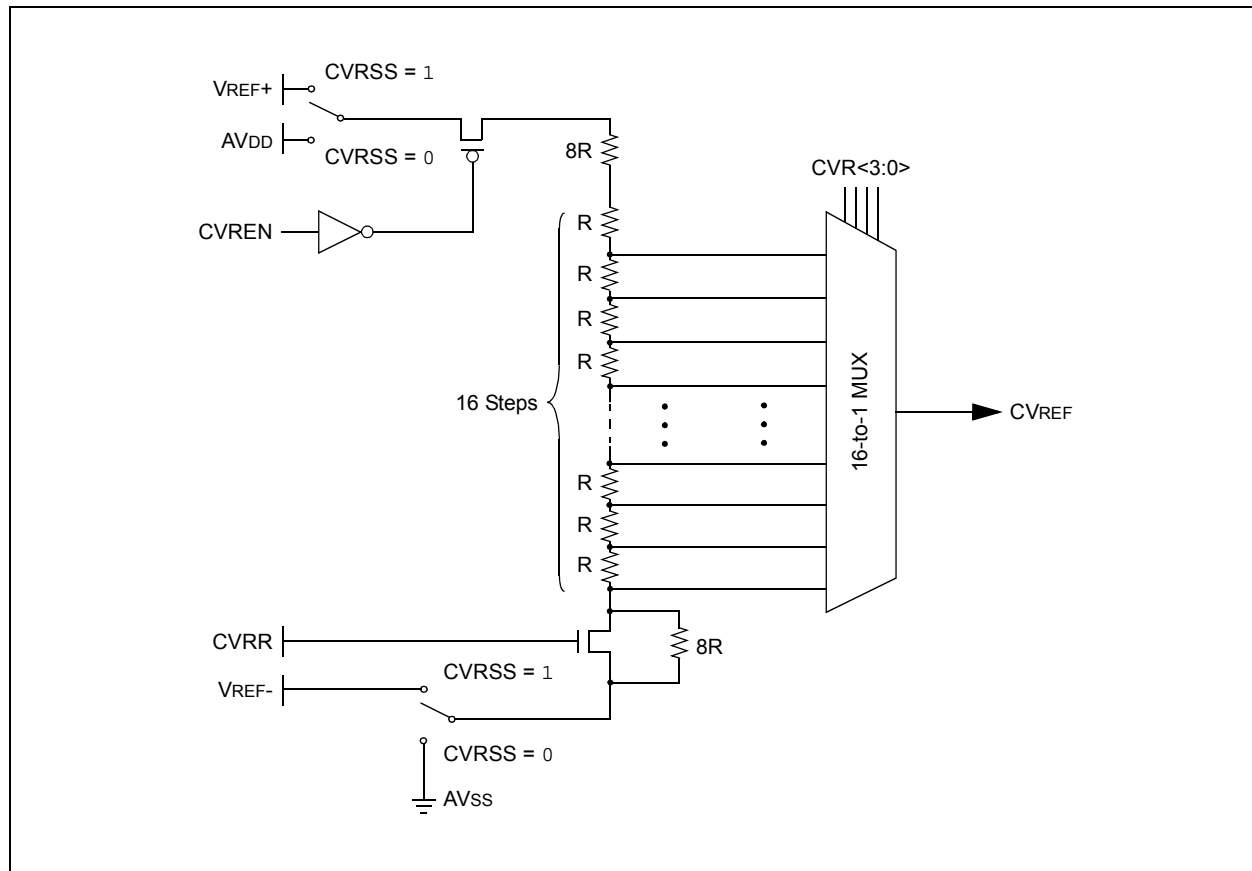 CVRSS = 1
VREF+
8R
AVDD
CVRSS = 0
CVR<3:0>
CVREN
R
R
R
R
16 Steps
16-to-1 MUX
CVREF
R
R
R
CVRR
8R
CVRSS = 1
VREF-
CVRSS = 0
AVSS